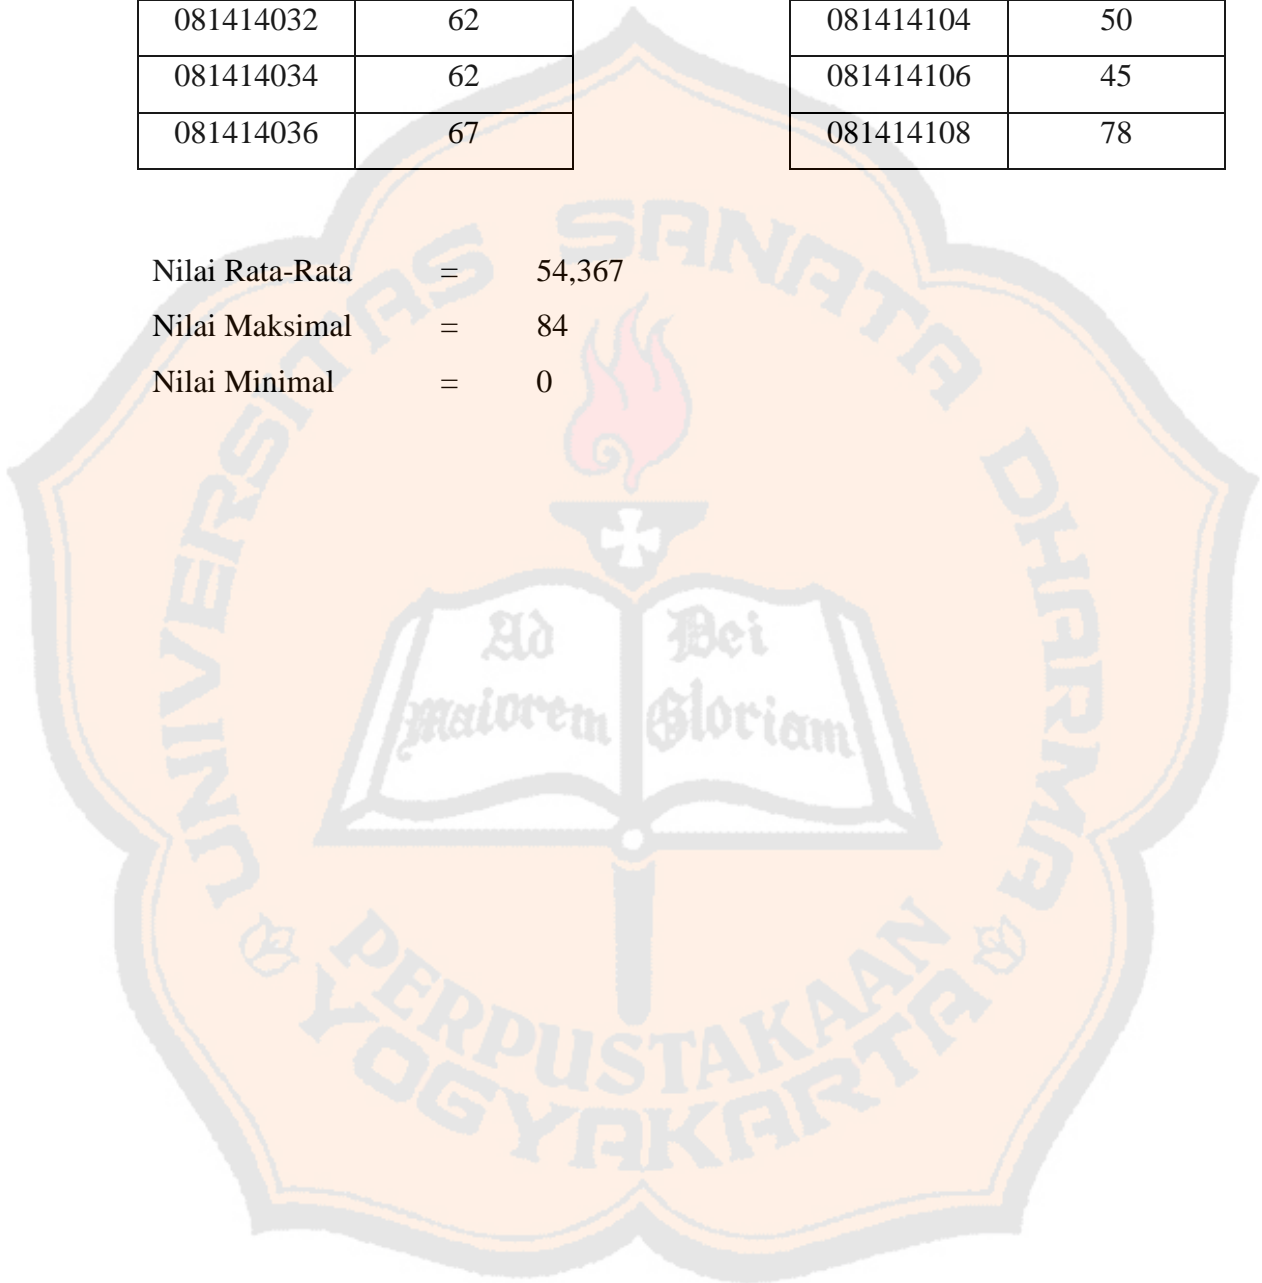 081414032 62 081414104 50
081414034 62 081414106 45
081414036 67 081414108 78
Nilai Rata-Rata = 54,367
Nilai Maksimal = 84
Nilai Minimal = 0
UNIVERSITAS SANATA DHARMA
Ad Dei
maiorem Gloriam
PERPUSTAKAAN
YOGYAKARTA